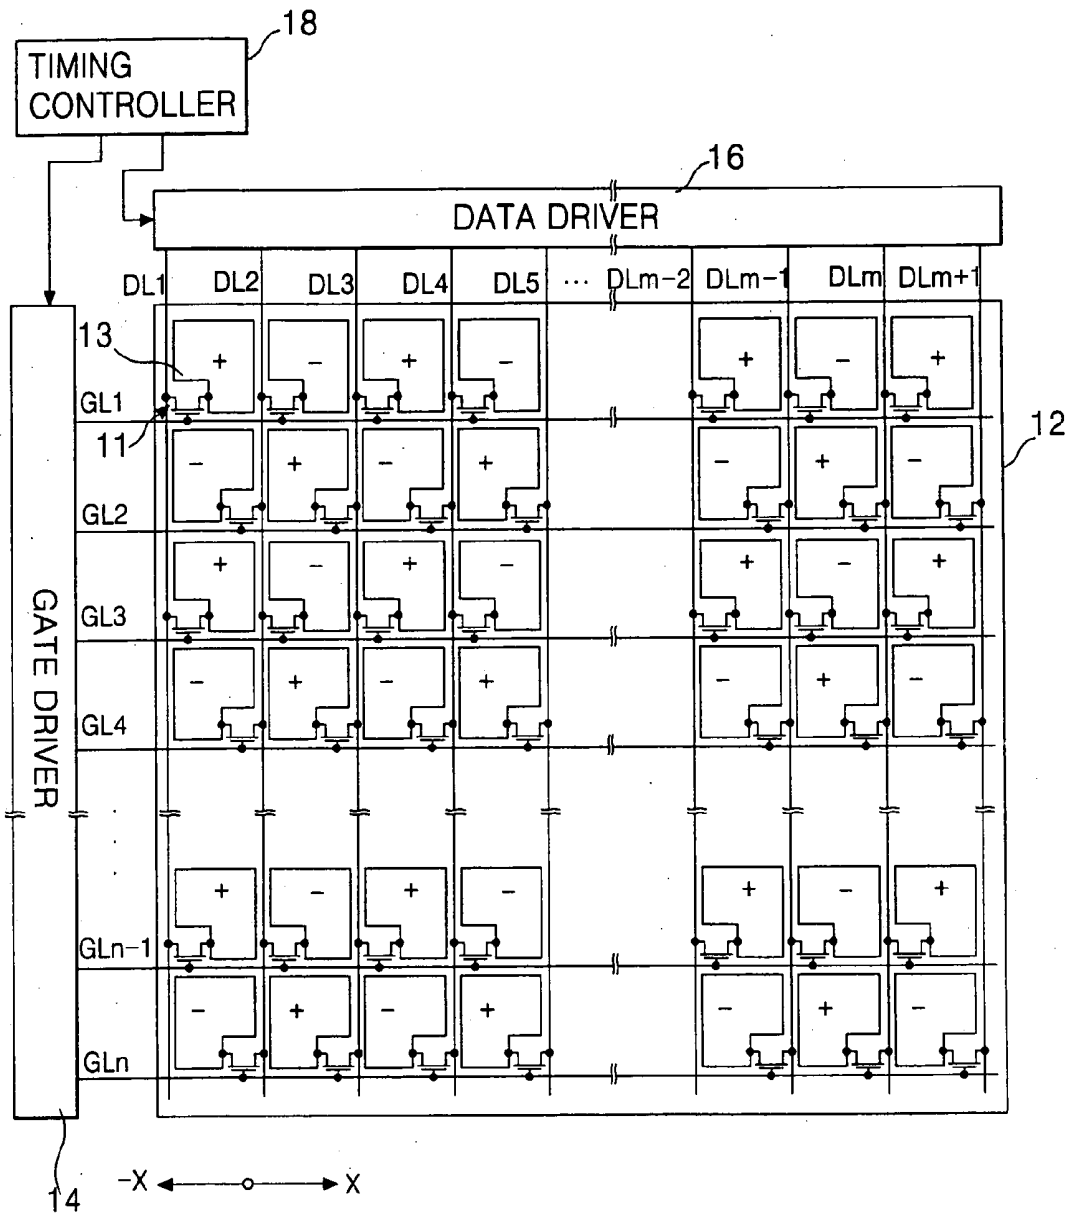 18
TIMING
CONTROLLER
16
DATA DRIVER
DL1 DL2 DL3 DL4 DL5 ... DLm-2 DLm-1 DLm DLm+1
13
+ - + - + - +
GL1
11
12
- + - + - + -
GL2
+ - + - + - +
GL3
- + - + - + -
GL4
GATE DRIVER
+ - + - + - +
GLn-1
- + - + - + -
GLn
14
-X X